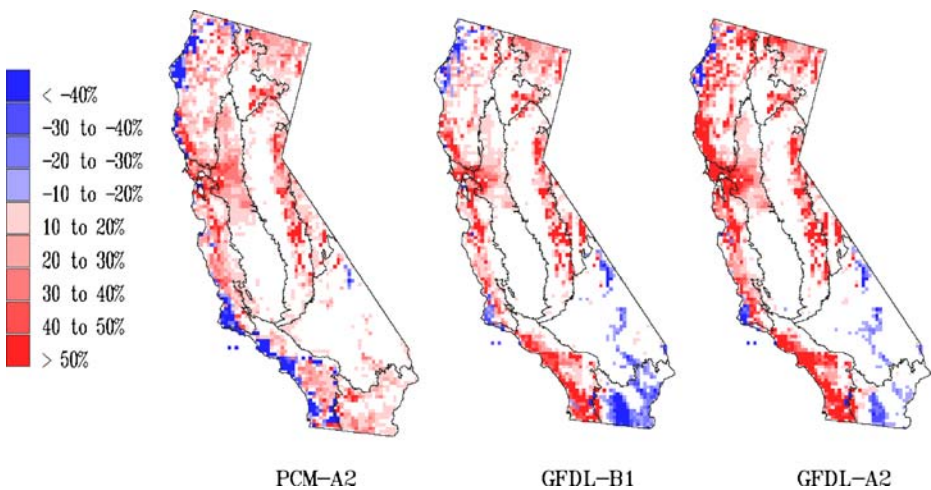 < -40%
-30 to -40%
-20 to -30%
-10 to -20%
10 to 20%
20 to 30%
30 to 40%
40 to 50%
> 50%
PCM-A2 GFDL-B1 GFDL-A2